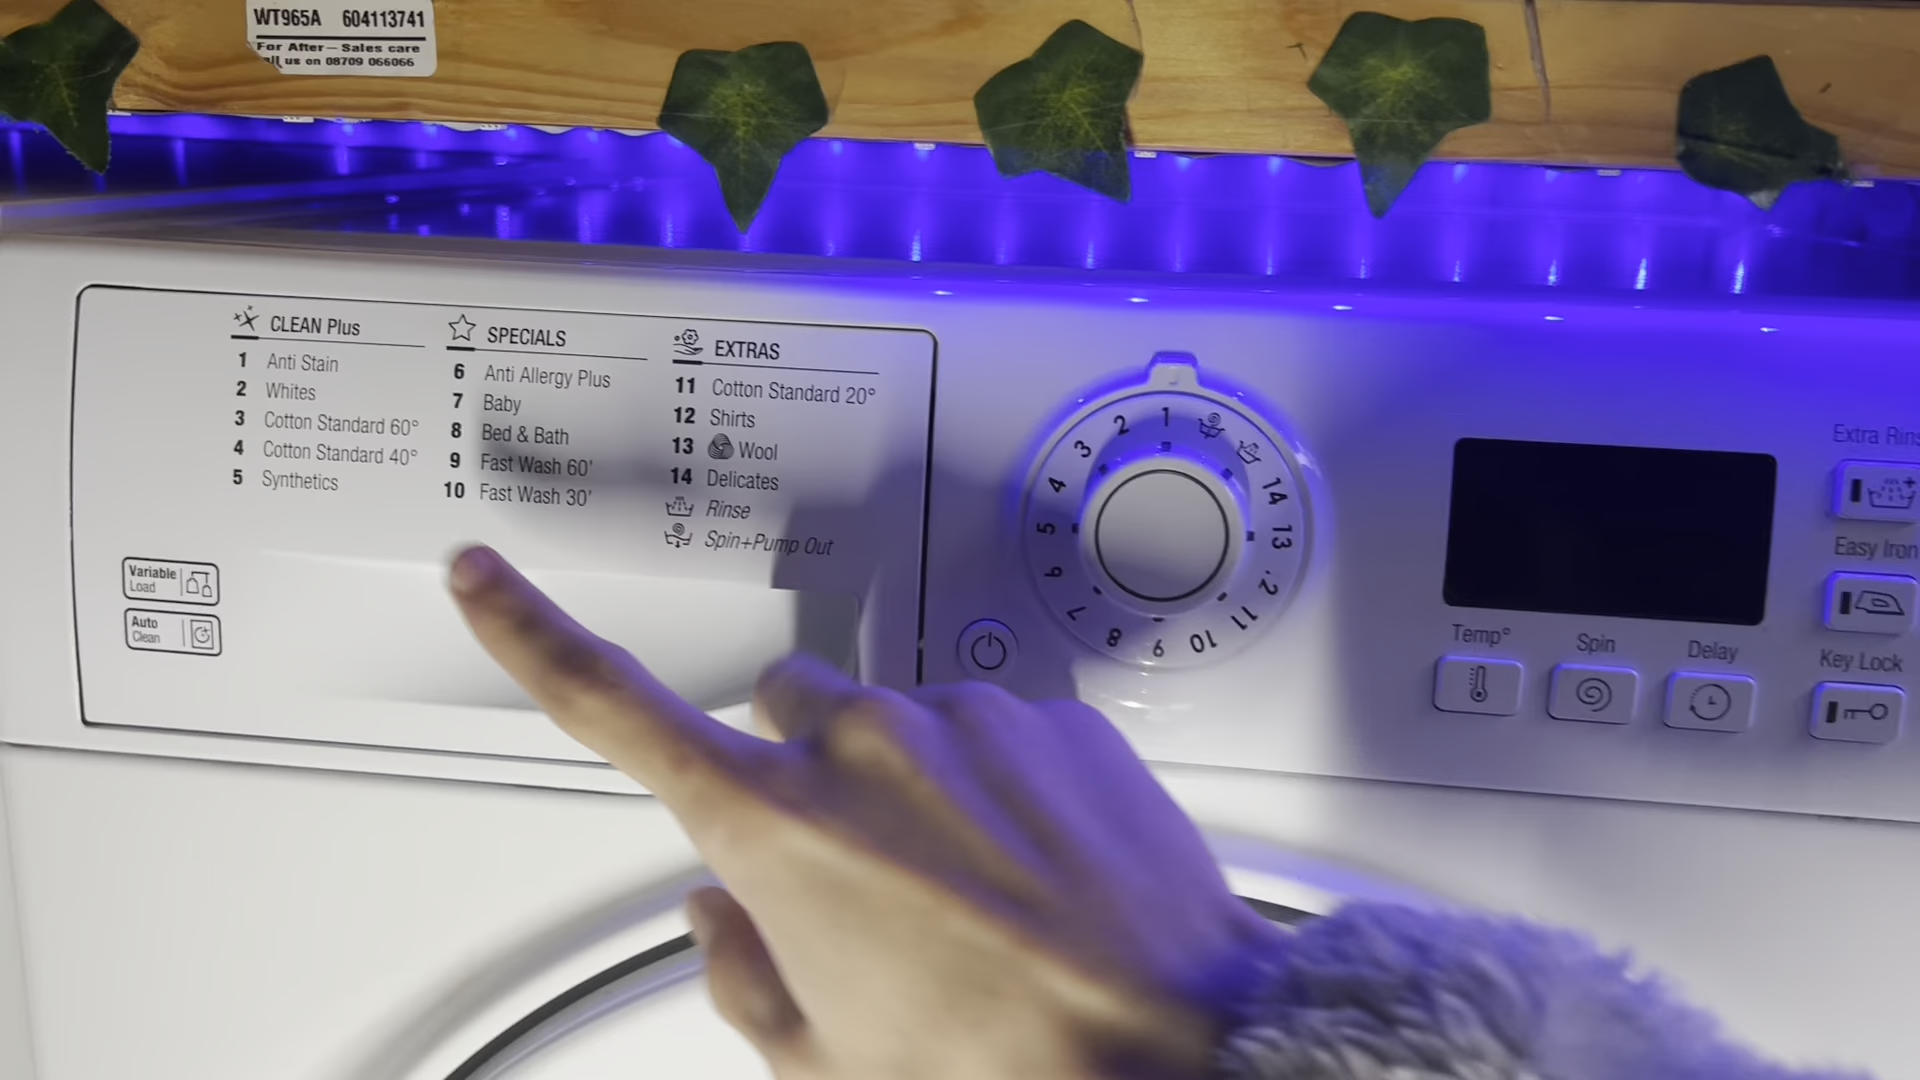 WT965A 604113741
For After – Sales care
us on 08709 066066
CLEAN Plus
1 Anti Stain
2 Whites
3 Cotton Standard 60°
4 Cotton Standard 40°
5 Synthetics
SPECIALS
6 Anti Allergy Plus
7 Baby
8 Bed & Bath
9 Fast Wash 60'
10 Fast Wash 30'
EXTRAS
11 Cotton Standard 20°
12 Shirts
13 Wool
14 Delicates
Rinse
Spin+Pump Out
Variable
Load
Auto
Clean
1
2
3
4
5
6
7
8
9
10
11
13
14
Temp°
Spin
Delay
Extra
Easy Iron
Key Lock